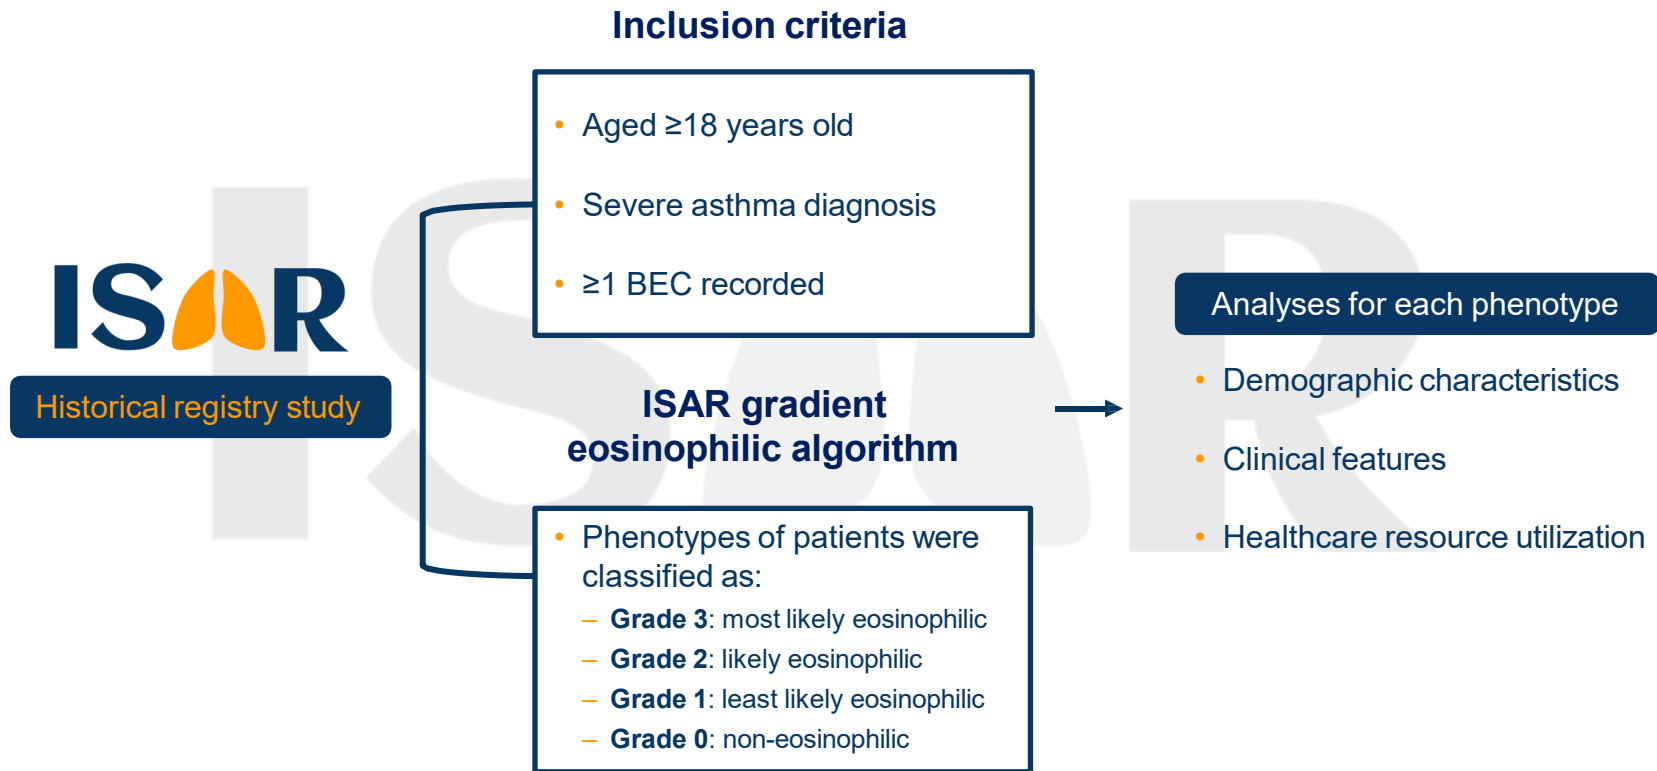 ISAR
Historical registry study
Inclusion criteria
• Aged ≥18 years old
• Severe asthma diagnosis
• ≥1 BEC recorded
ISAR gradient
eosinophilic algorithm
• Phenotypes of patients were
classified as:
– Grade 3: most likely eosinophilic
– Grade 2: likely eosinophilic
– Grade 1: least likely eosinophilic
– Grade 0: non-eosinophilic
Analyses for each phenotype
• Demographic characteristics
• Clinical features
• Healthcare resource utilization
ISAR